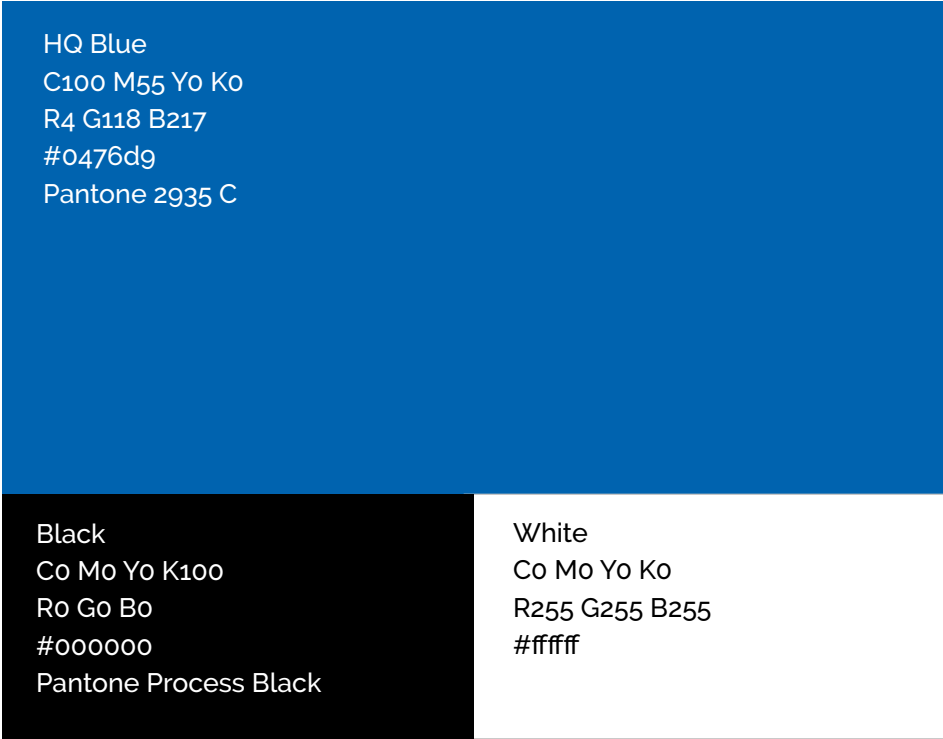 HQ Blue
C100 M55 Y0 K0
R4 G118 B217
#0476d9
Pantone 2935 C
Black
C0 M0 Y0 K100
R0 G0 B0
#000000
Pantone Process Black
White
C0 M0 Y0 K0
R255 G255 B255
#ffffff